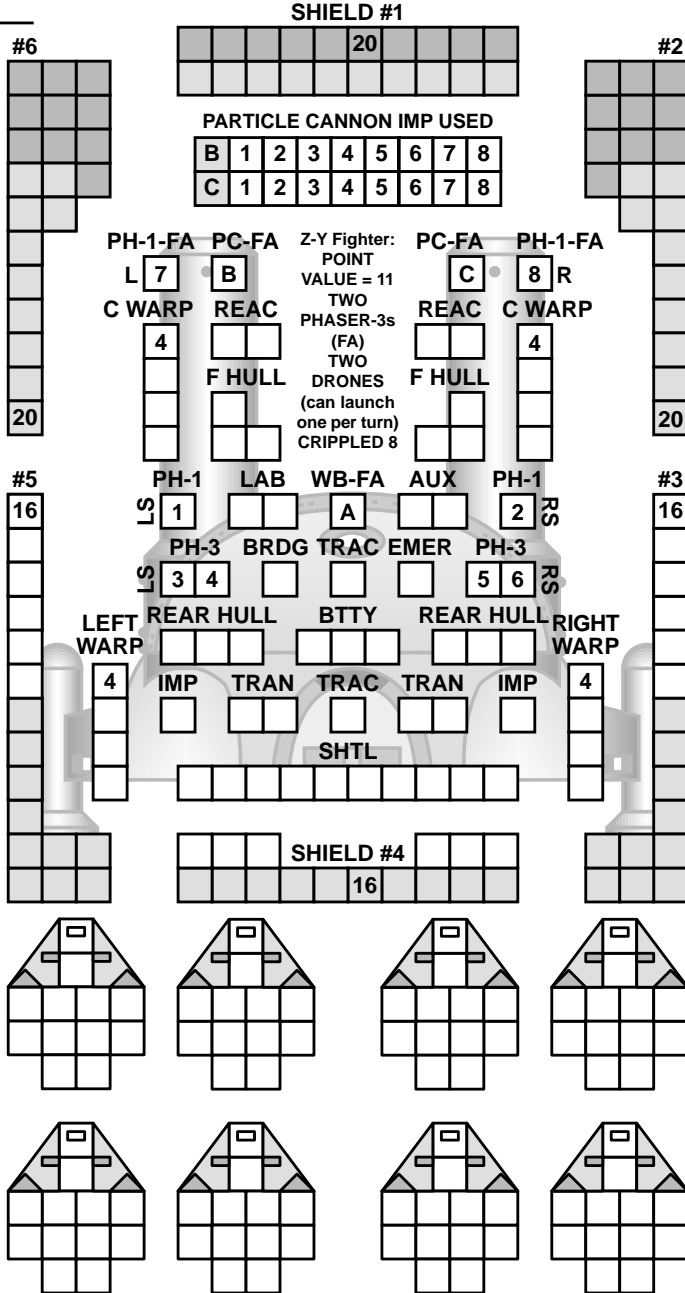 SHIELD #1
20
#6
#2
PARTICLE CANNON IMP USED
B 1 2 3 4 5 6 7 8
C 1 2 3 4 5 6 7 8
PH-1-FA PC-FA
L 7 B
Z-Y Fighter:
POINT
VALUE = 11
TWO
PHASER-3s
(FA)
TWO
DRONES
(can launch
one per turn)
CRIPPLED 8
PC-FA PH-1-FA
C 8 R
C WARP REAC
4
REAC C WARP
4
F HULL
F HULL
20
20
#5
16
#3
16
PH-1 LAB WB-FA AUX PH-1
LS 1 A 2 RS
PH-3 BRDG TRAC EMER PH-3
LS 3 4 5 6 RS
LEFT
WARP
REAR HULL BTTY REAR HULL
RIGHT
WARP
4 IMP TRAN TRAC TRAN IMP 4
SHTL
SHIELD #4
16